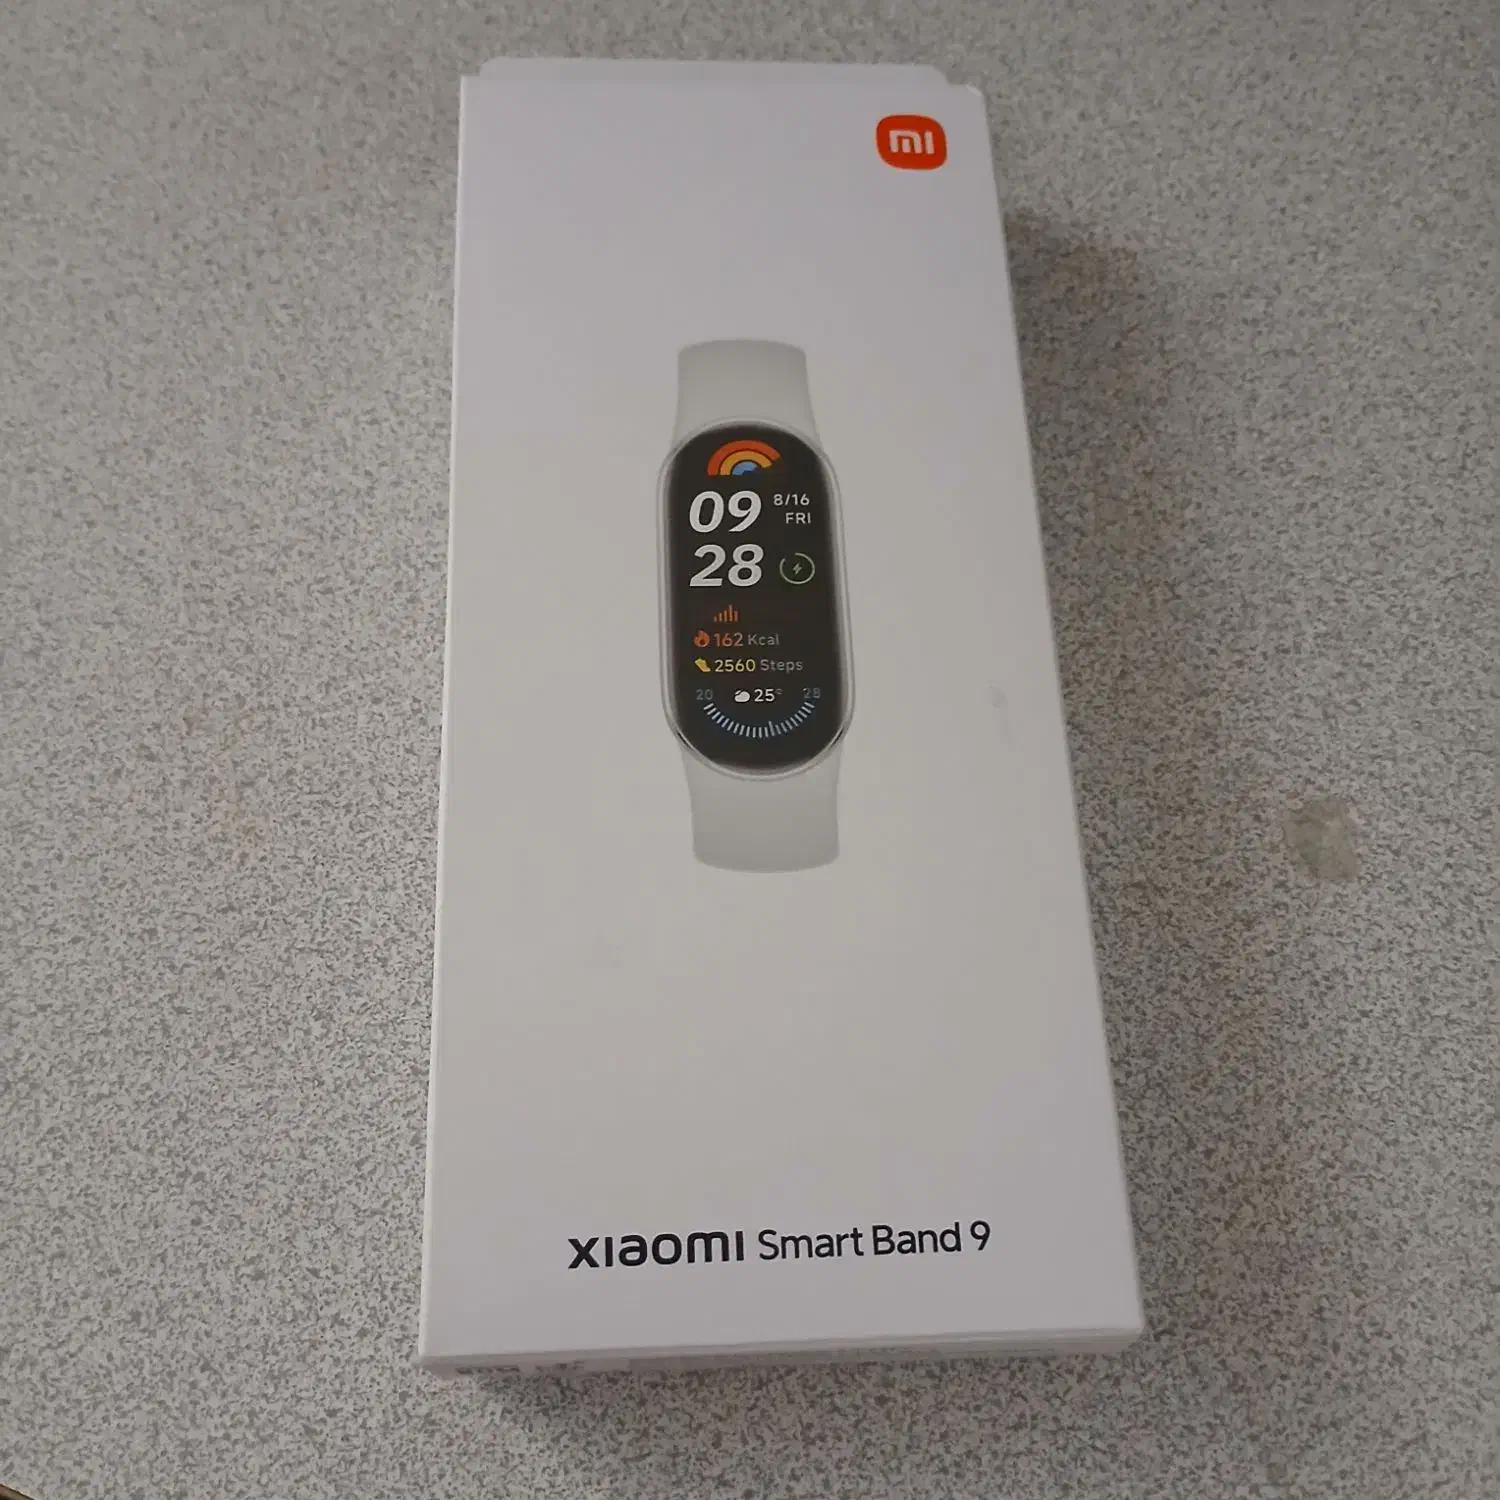 mi
09 8/16
FRI
28
162 Kcal
2560 Steps
20 25° 28
xiaomi Smart Band 9